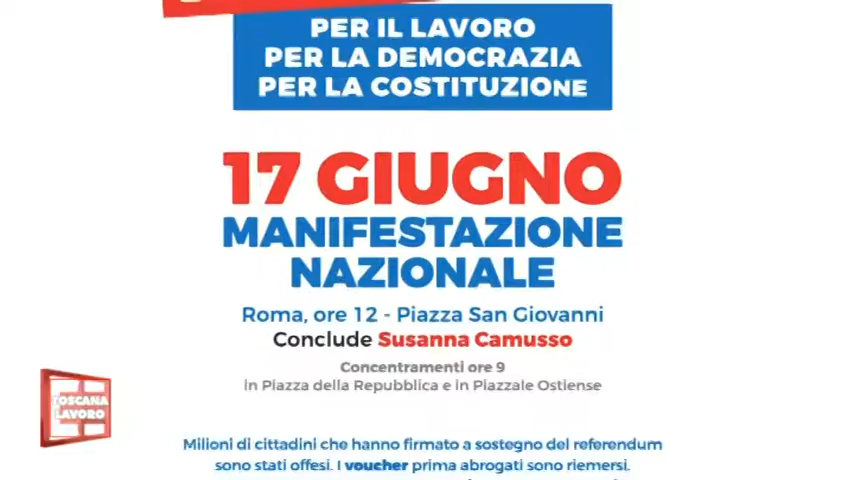 PER IL LAVORO
PER LA DEMOCRAZIA
PER LA COSTITUZIONE
17 GIUGNO
MANIFESTAZIONE
NAZIONALE
Roma, ore 12 - Piazza San Giovanni
Conclude Susanna Camusso
Concentramenti ore 9
in Piazza della Repubblica e in Piazzale Ostiense
TOSCANA
LAVORO
Milioni di cittadini che hanno firmato a sostegno del referendum
sono stati offesi. I voucher prima abrogati sono riemersi.